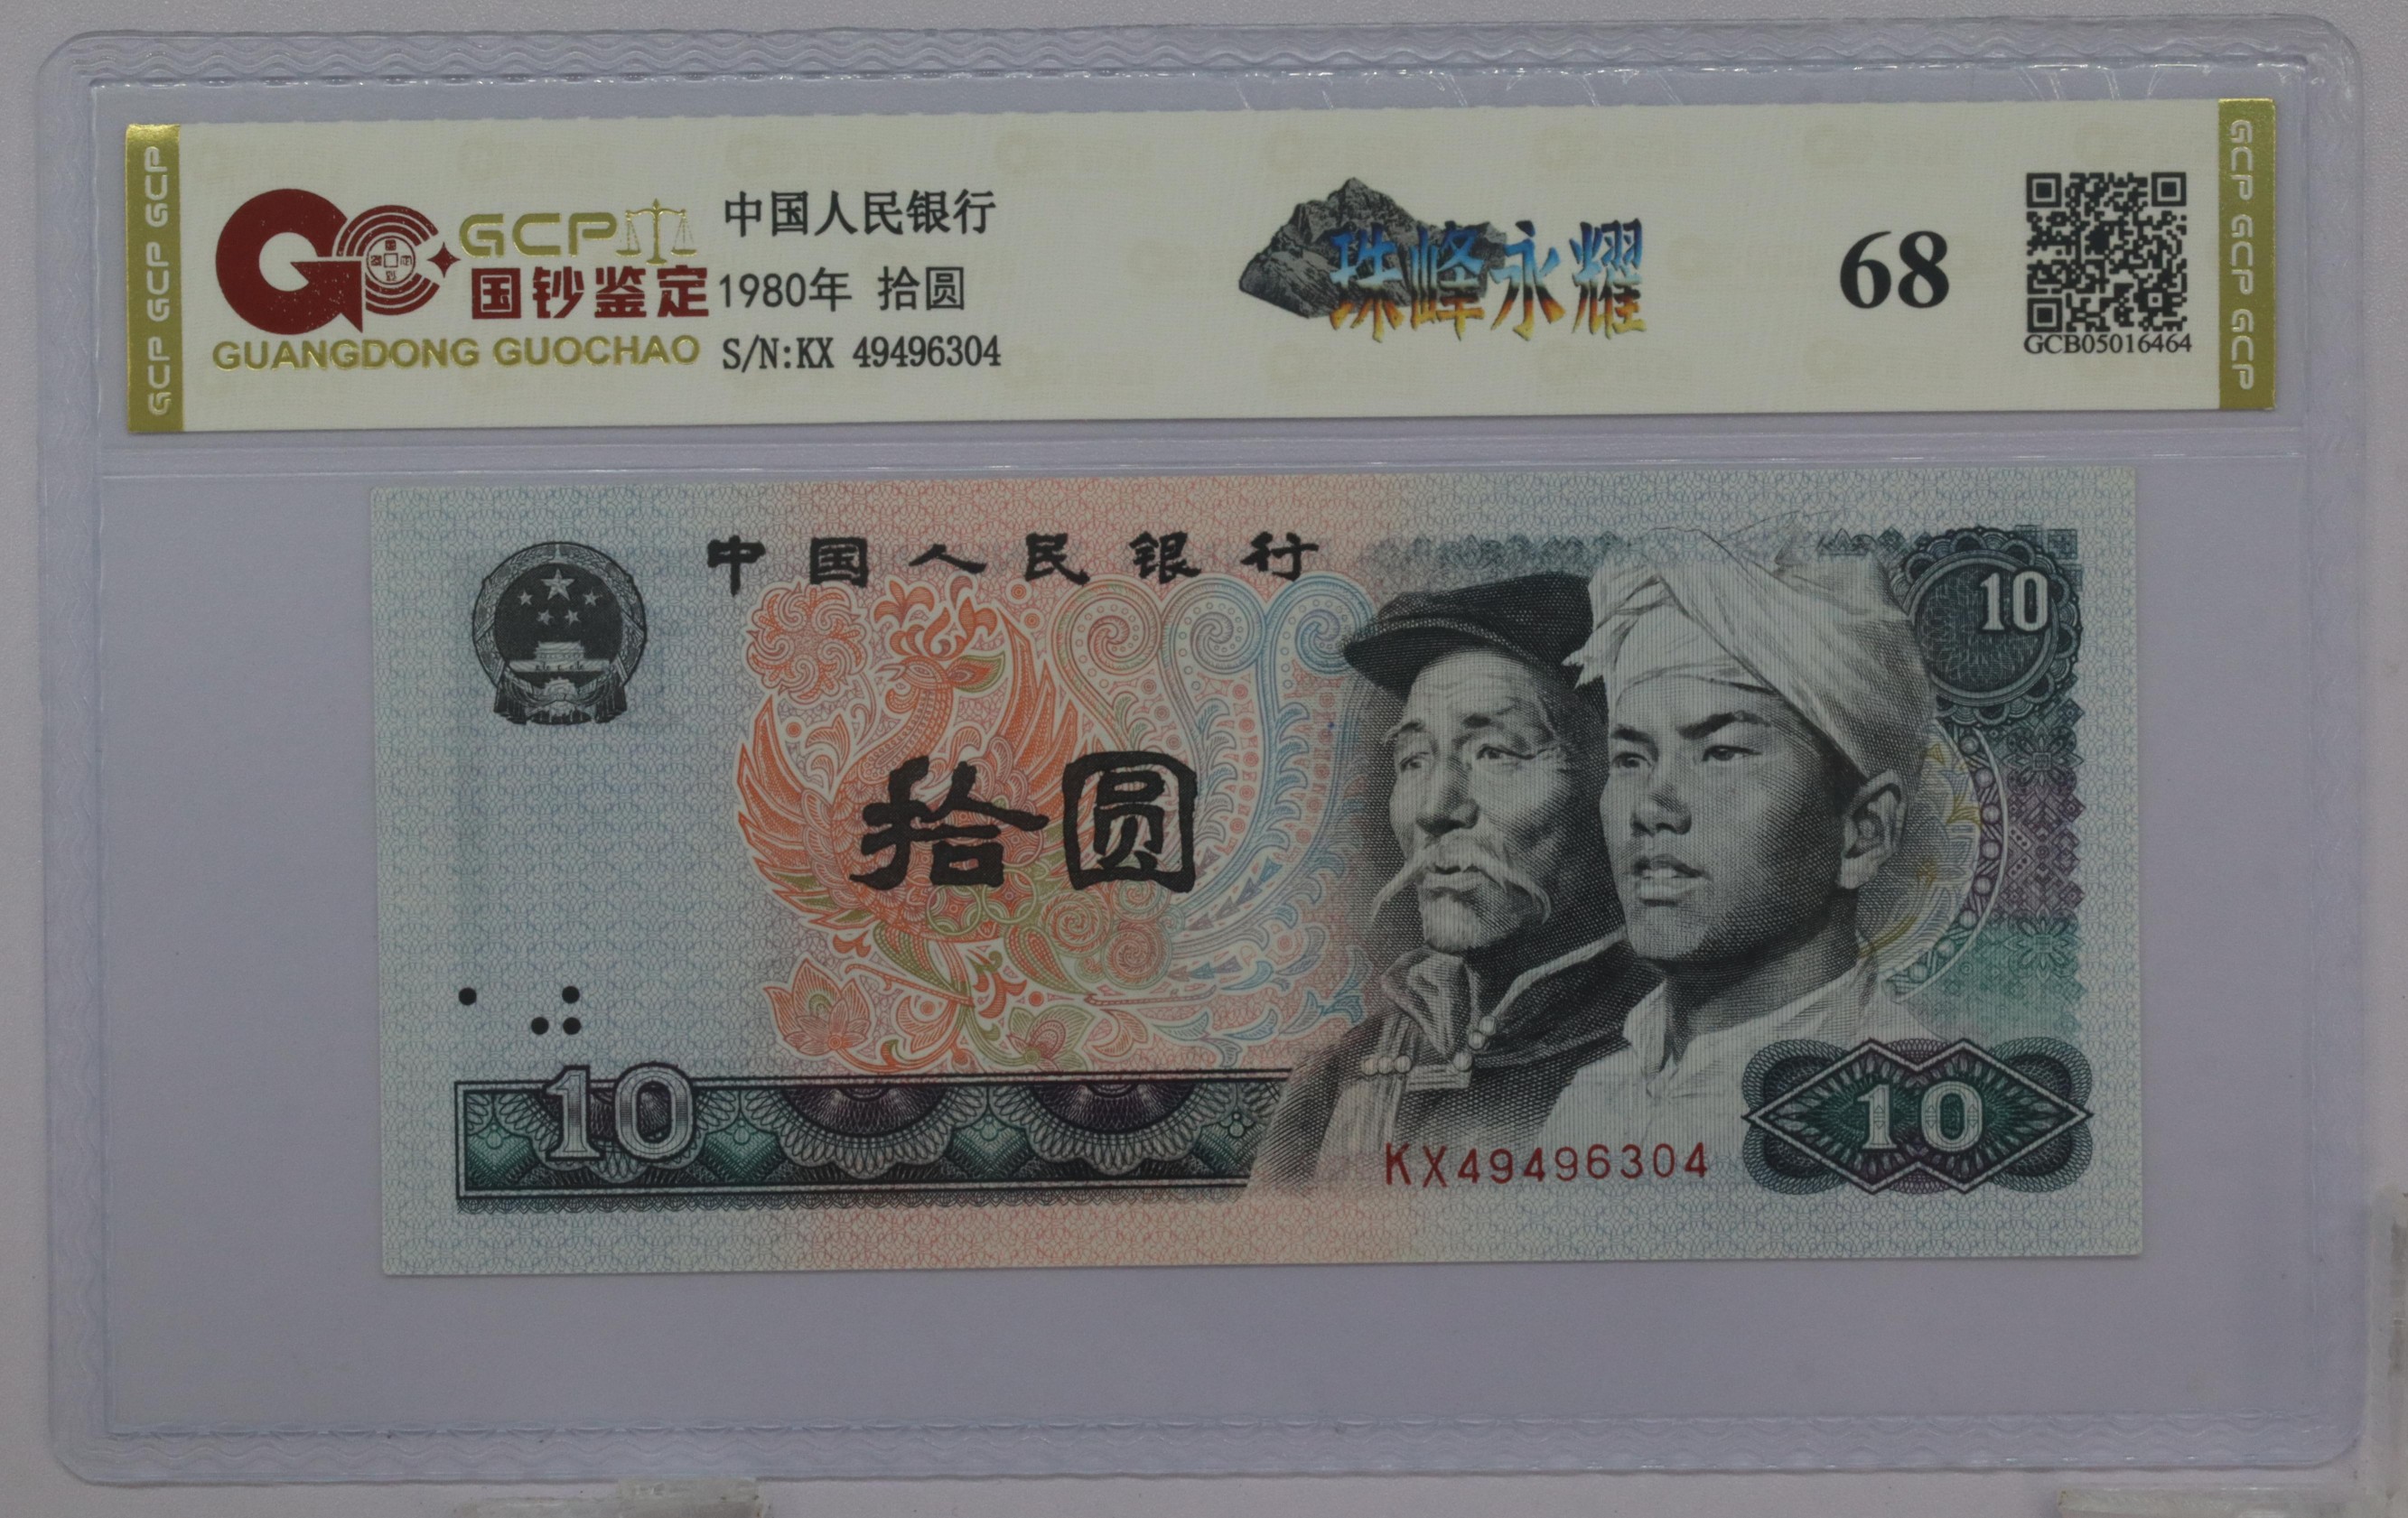 GCP
国钞鉴定
GUANGDONG GUOCHAO
中国人民银行
1980年 拾圆
S/N:KX 49496304
珠峰永耀
68
GCB05016464
GCP GCP GCP
GCP GCP GCP
中国人民银行
10
拾圆
10
KX49496304
10